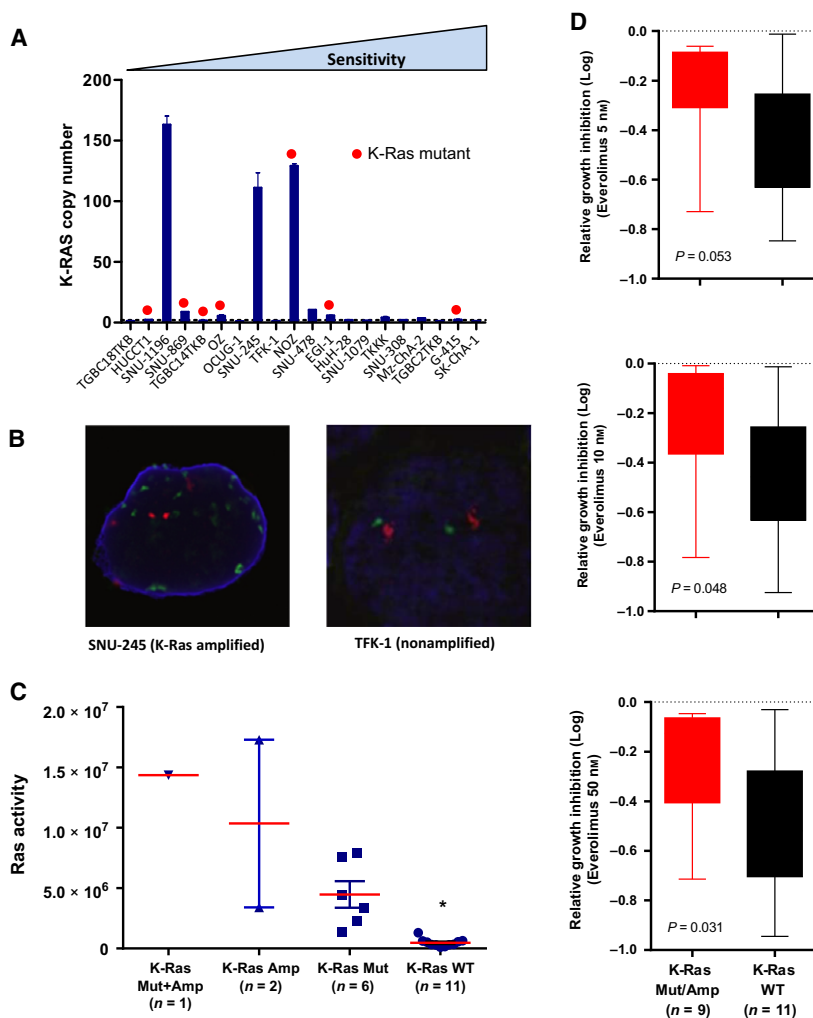 A
Sensitivity
K-RAS copy number
200
150
100
50
0
K-Ras mutant
TGBC18TKB
HUCCT1
SNU-1196
SNU-869
TGBC14TKB
OZ
OCUG-1
SNU-245
TFK-1
NOZ
SNU-478
EGI-1
HuH-28
SNU-1079
TKKK
SNU-308
Mz-ChA-2
TGBC2TKB
G-415
SK-ChA-1
B
SNU-245 (K-Ras amplified)
TFK-1 (nonamplified)
C
Ras activity
2.0 × 10⁷
1.5 × 10⁷
1.0 × 10⁷
5.0 × 10⁶
0
*
K-Ras
Mut+Amp
(n = 1)
K-Ras Amp
(n = 2)
K-Ras Mut
(n = 6)
K-Ras WT
(n = 11)
D
Relative growth inhibition (Log)
(Everolimus 5 nM)
0.0
−0.2
−0.4
−0.6
−0.8
−1.0
P = 0.053
Relative growth inhibition (Log)
(Everolimus 10 nM)
0.0
−0.2
−0.4
−0.6
−0.8
−1.0
P = 0.048
Relative growth inhibition (Log)
(Everolimus 50 nM)
0.0
−0.2
−0.4
−0.6
−0.8
−1.0
P = 0.031
K-Ras
Mut/Amp
(n = 9)
K-Ras
WT
(n = 11)